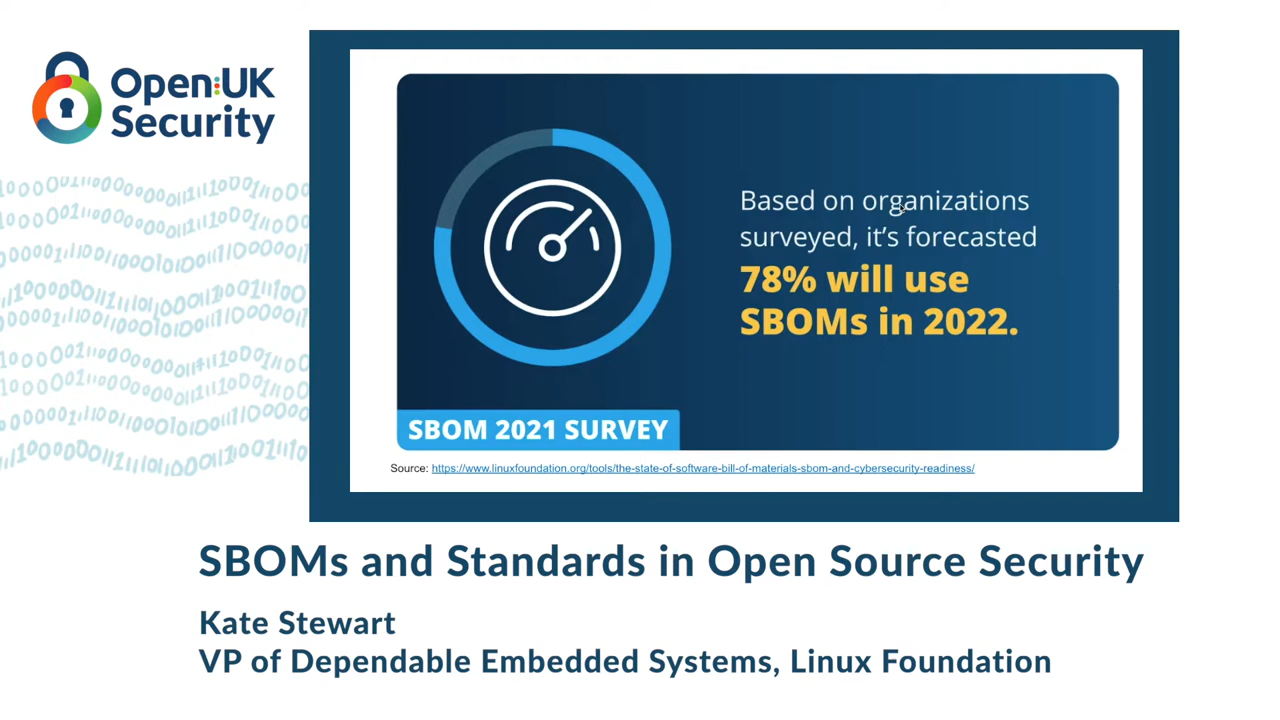 Open:UK
Security
Based on organizations
surveyed, it's forecasted
78% will use
SBOMs in 2022.
SBOM 2021 SURVEY
Source: https://www.linuxfoundation.org/tools/the-state-of-software-bill-of-materials-sbom-and-cybersecurity-readiness/
SBOMs and Standards in Open Source Security
Kate Stewart
VP of Dependable Embedded Systems, Linux Foundation